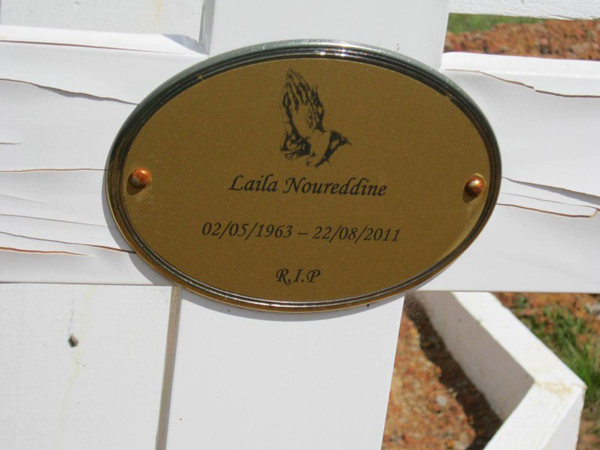 Laila Noureddine
02/05/1963 – 22/08/2011
R.I.P